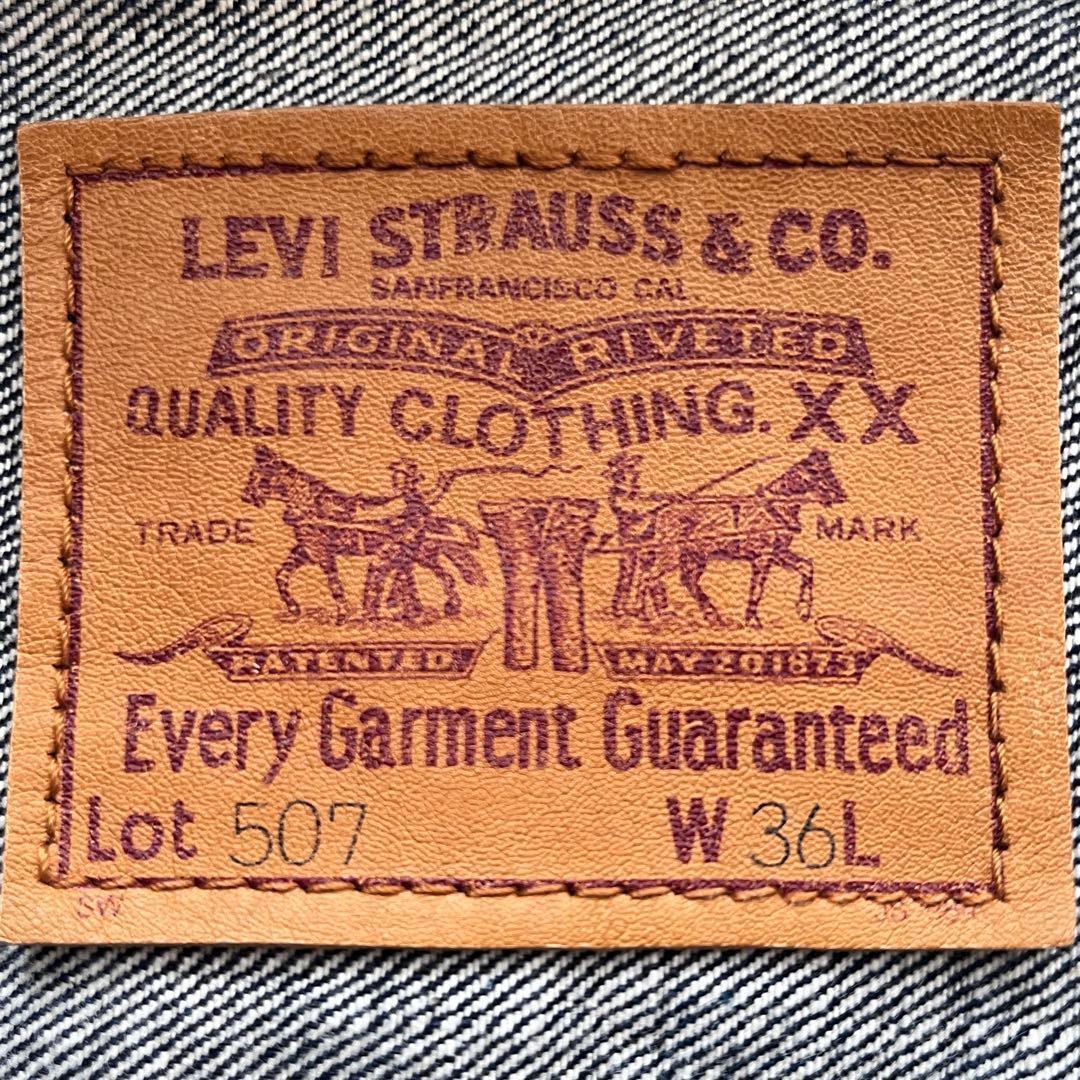 LEVI STRAUSS & CO.
SANFRANCISCO CAL.
ORIGINAL RIVETED
QUALITY CLOTHING. XX
TRADE MARK
PATENTED MAY 20 1873
Every Garment Guaranteed
Lot 507 W 36 L
SW